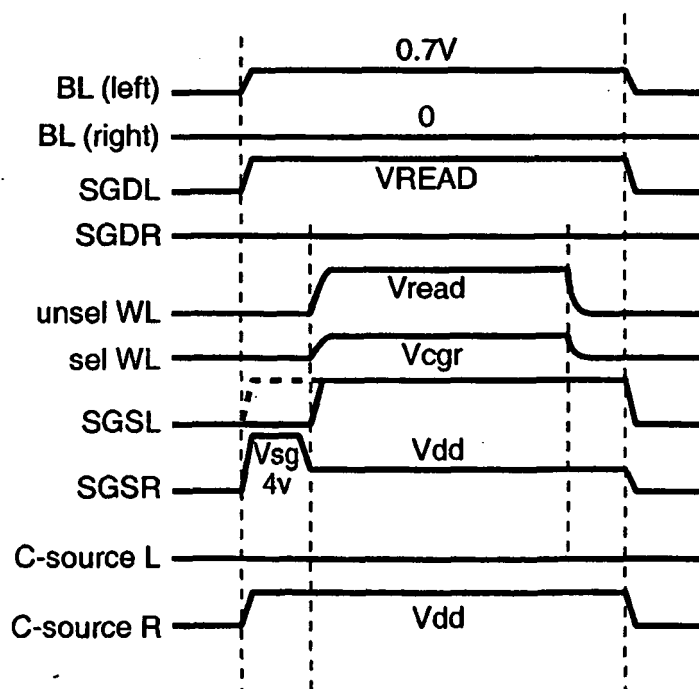 0.7V
BL (left)
BL (right)
0
SGDL
VREAD
SGDR
unsel WL
Vread
sel WL
Vcgr
SGSL
SGSR
Vsg
4v
Vdd
C-source L
C-source R
Vdd